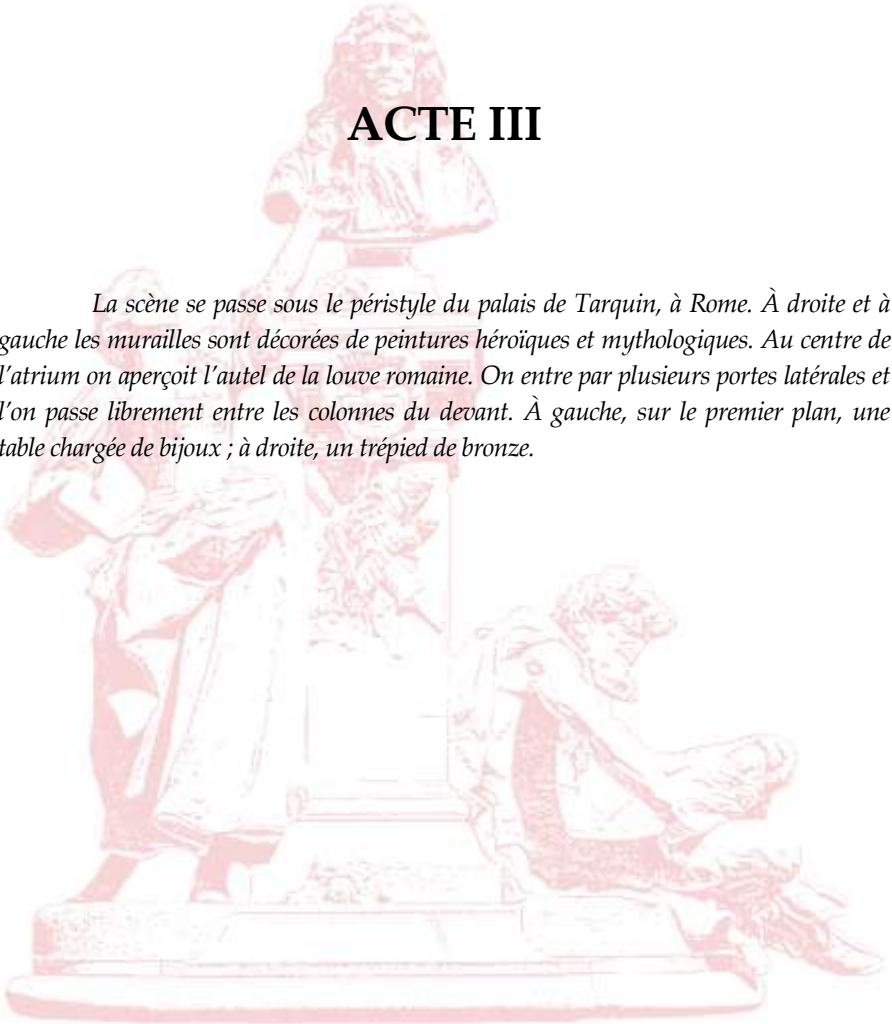 ACTE III
La scène se passe sous le péristyle du palais de Tarquin, à Rome. À droite et à
gauche les murailles sont décorées de peintures héroïques et mythologiques. Au centre de
l’atrium on aperçoit l’autel de la louve romaine. On entre par plusieurs portes latérales et
l’on passe librement entre les colonnes du devant. À gauche, sur le premier plan, une
table chargée de bijoux ; à droite, un trépied de bronze.